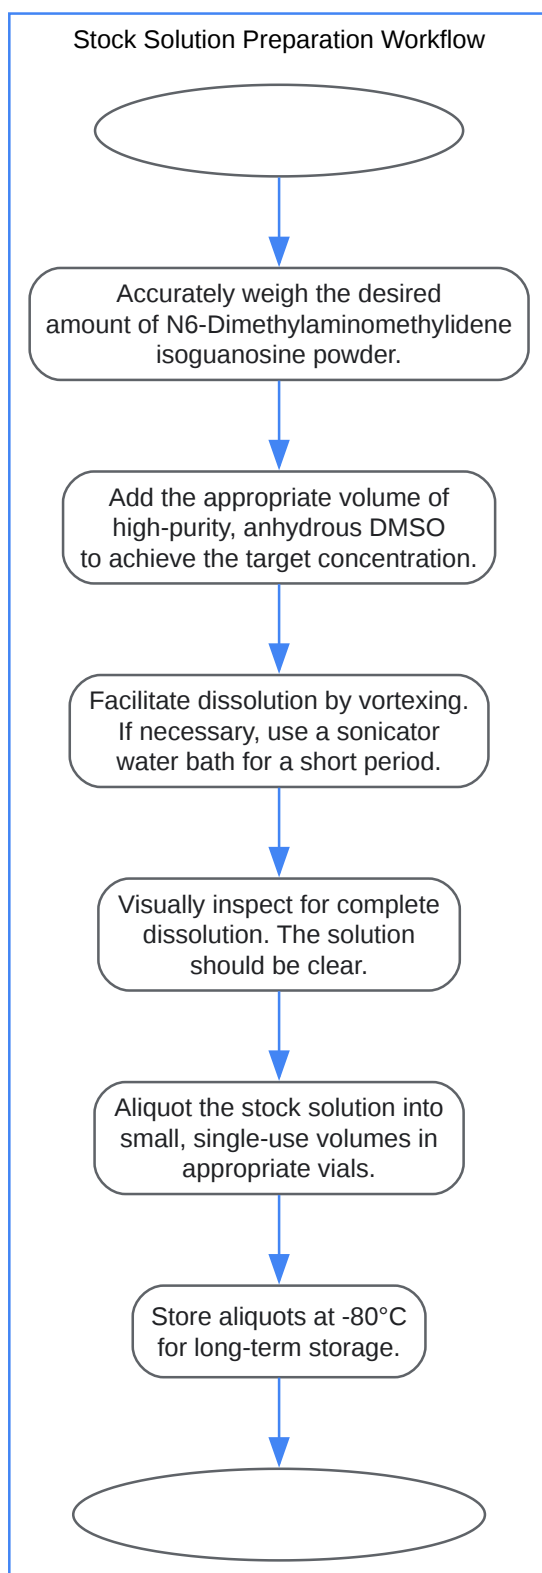 Stock Solution Preparation Workflow
Accurately weigh the desired
amount of N6-Dimethylaminomethylidene
isoguanosine powder.
Add the appropriate volume of
high-purity, anhydrous DMSO
to achieve the target concentration.
Facilitate dissolution by vortexing.
If necessary, use a sonicator
water bath for a short period.
Visually inspect for complete
dissolution. The solution
should be clear.
Aliquot the stock solution into
small, single-use volumes in
appropriate vials.
Store aliquots at -80°C
for long-term storage.